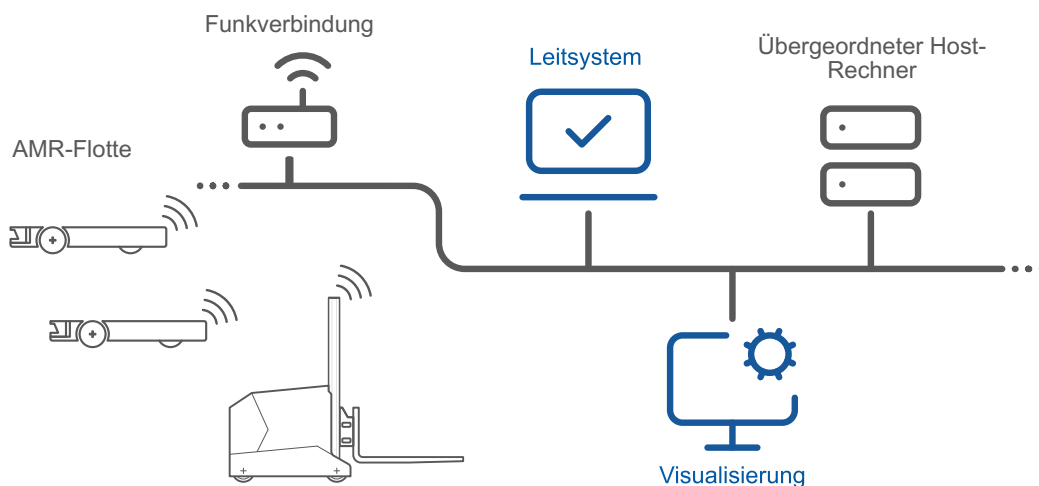 Funkverbindung
Leitsystem
Übergeordneter Host-
Rechner
AMR-Flotte
Visualisierung